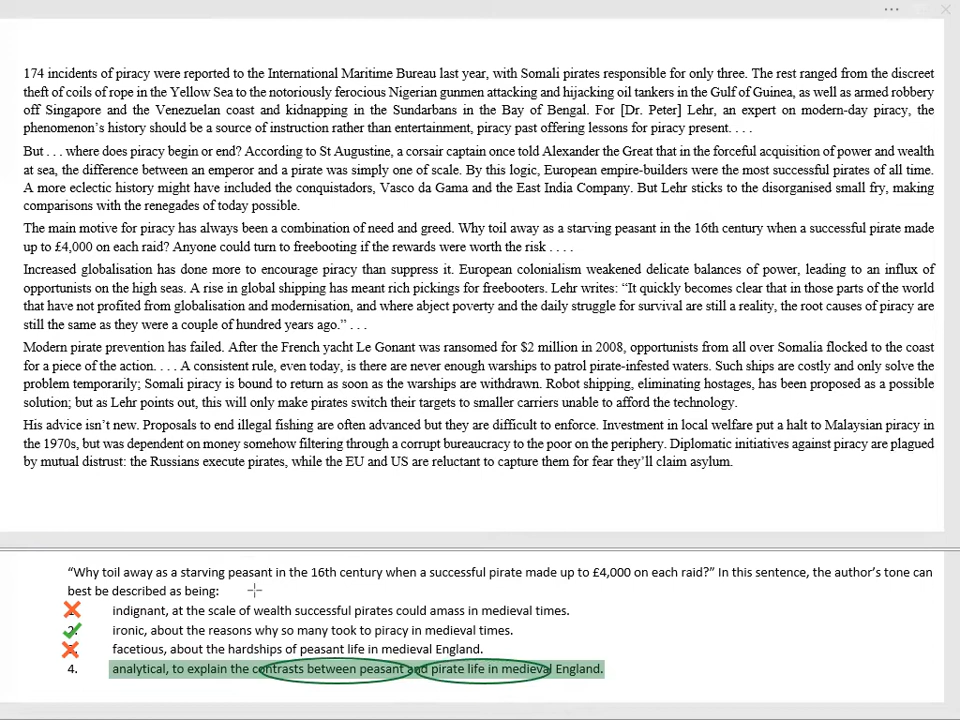 174 incidents of piracy were reported to the International Maritime Bureau last year, with Somali pirates responsible for only three. The rest ranged from the discreet
theft of coils of rope in the Yellow Sea to the notoriously ferocious Nigerian gunmen attacking and hijacking oil tankers in the Gulf of Guinea, as well as armed robbery
off Singapore and the Venezuelan coast and kidnapping in the Sundarbans in the Bay of Bengal. For [Dr. Peter] Lehr, an expert on modern-day piracy, the
phenomenon's history should be a source of instruction rather than entertainment, piracy past offering lessons for piracy present. . . .
But . . . where does piracy begin or end? According to St Augustine, a corsair captain once told Alexander the Great that in the forceful acquisition of power and wealth
at sea, the difference between an emperor and a pirate was simply one of scale. By this logic, European empire-builders were the most successful pirates of all time.
A more eclectic history might have included the conquistadors, Vasco da Gama and the East India Company. But Lehr sticks to the disorganised small fry, making
comparisons with the renegades of today possible.
The main motive for piracy has always been a combination of need and greed. Why toil away as a starving peasant in the 16th century when a successful pirate made
up to £4,000 on each raid? Anyone could turn to freebooting if the rewards were worth the risk . . . .
Increased globalisation has done more to encourage piracy than suppress it. European colonialism weakened delicate balances of power, leading to an influx of
opportunists on the high seas. A rise in global shipping has meant rich pickings for freebooters. Lehr writes: “It quickly becomes clear that in those parts of the world
that have not profited from globalisation and modernisation, and where abject poverty and the daily struggle for survival are still a reality, the root causes of piracy are
still the same as they were a couple of hundred years ago.” . . .
Modern pirate prevention has failed. After the French yacht Le Gonant was ransomed for $2 million in 2008, opportunists from all over Somalia flocked to the coast
for a piece of the action. . . . A consistent rule, even today, is there are never enough warships to patrol pirate-infested waters. Such ships are costly and only solve the
problem temporarily; Somali piracy is bound to return as soon as the warships are withdrawn. Robot shipping, eliminating hostages, has been proposed as a possible
solution; but as Lehr points out, this will only make pirates switch their targets to smaller carriers unable to afford the technology.
His advice isn't new. Proposals to end illegal fishing are often advanced but they are difficult to enforce. Investment in local welfare put a halt to Malaysian piracy in
the 1970s, but was dependent on money somehow filtering through a corrupt bureaucracy to the poor on the periphery. Diplomatic initiatives against piracy are plagued
by mutual distrust: the Russians execute pirates, while the EU and US are reluctant to capture them for fear they'll claim asylum.
“Why toil away as a starving peasant in the 16th century when a successful pirate made up to £4,000 on each raid?” In this sentence, the author's tone can
best be described as being:
1. indignant, at the scale of wealth successful pirates could amass in medieval times.
2. ironic, about the reasons why so many took to piracy in medieval times.
3. facetious, about the hardships of peasant life in medieval England.
4. analytical, to explain the contrasts between peasant and pirate life in medieval England.